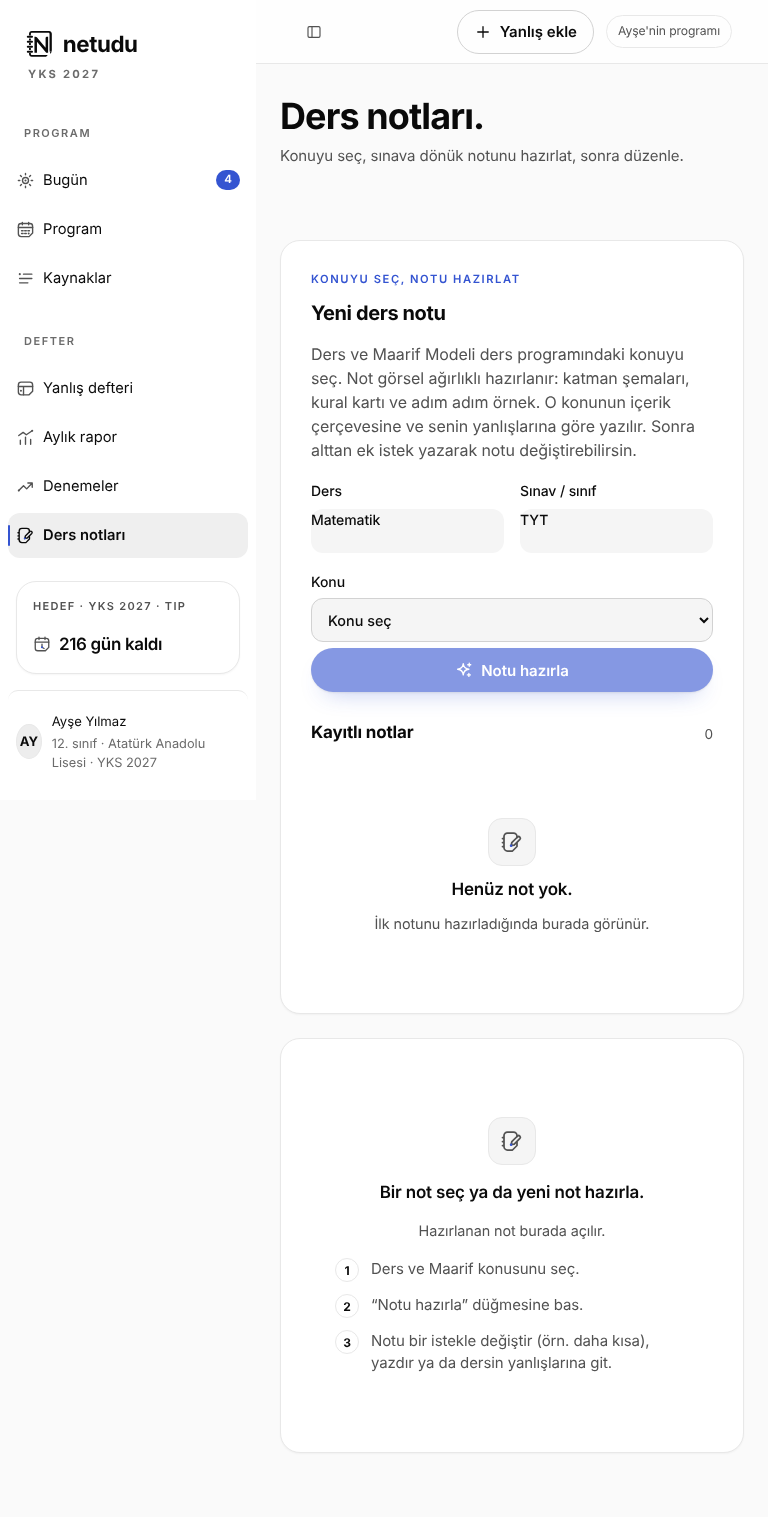 netudu
YKS 2027
PROGRAM
Bugün
4
Program
Kaynaklar
DEFTER
Yanlış defteri
Aylık rapor
Denemeler
Ders notları
HEDEF · YKS 2027 · TIP
216 gün kaldı
AY
Ayşe Yılmaz
12. sınıf · Atatürk Anadolu
Lisesi · YKS 2027
Yanlış ekle
Ayşe'nin programı
Ders notları.
Konuyu seç, sınava dönük notunu hazırlat, sonra düzenle.
KONUYU SEÇ, NOTU HAZIRLAT
Yeni ders notu
Ders ve Maarif Modeli ders programındaki konuyu
seç. Not görsel ağırlıklı hazırlanır: katman şemaları,
kural kartı ve adım adım örnek. O konunun içerik
çerçevesine ve senin yanlışlarına göre yazılır. Sonra
alttan ek istek yazarak notu değiştirebilirsin.
Ders
Sınav / sınıf
Matematik
TYT
Konu
Konu seç
Notu hazırla
Kayıtlı notlar
0
Henüz not yok.
İlk notunu hazırladığında burada görünür.
Bir not seç ya da yeni not hazırla.
Hazırlanan not burada açılır.
1 Ders ve Maarif konusunu seç.
2 “Notu hazırla” düğmesine bas.
3 Notu bir istekle değiştir (örn. daha kısa),
yazdır ya da dersin yanlışlarına git.